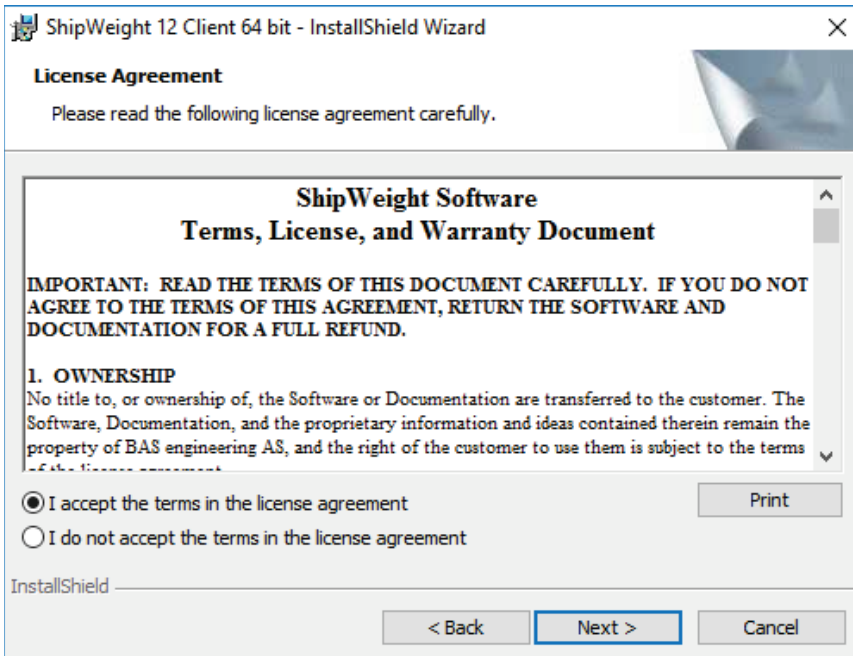 ShipWeight 12 Client 64 bit - InstallShield Wizard
License Agreement
Please read the following license agreement carefully.
ShipWeight Software
Terms, License, and Warranty Document
IMPORTANT: READ THE TERMS OF THIS DOCUMENT CAREFULLY. IF YOU DO NOT
AGREE TO THE TERMS OF THIS AGREEMENT, RETURN THE SOFTWARE AND
DOCUMENTATION FOR A FULL REFUND.
1. OWNERSHIP
No title to, or ownership of, the Software or Documentation are transferred to the customer. The
Software, Documentation, and the proprietary information and ideas contained therein remain the
property of BAS engineering AS, and the right of the customer to use them is subject to the terms
of the license agreement
I accept the terms in the license agreement
Print
I do not accept the terms in the license agreement
InstallShield
< Back
Next >
Cancel